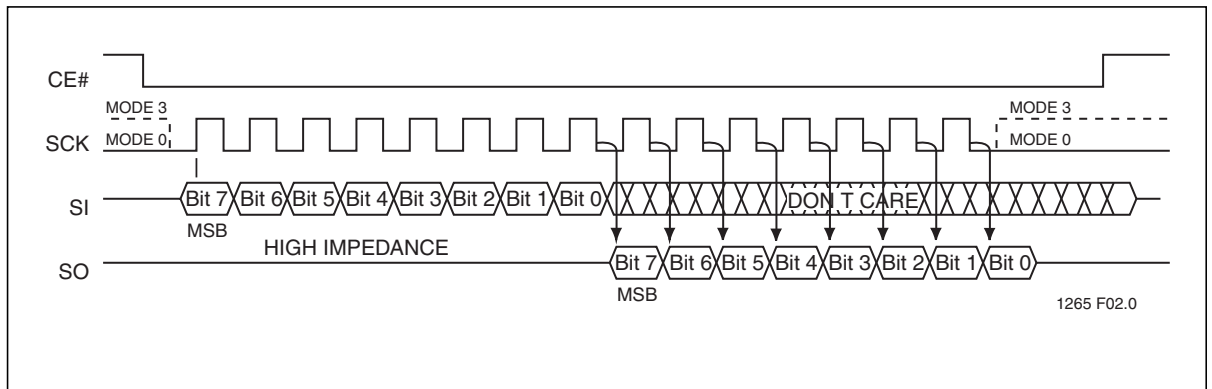 CE#
MODE 3
MODE 3
SCK
MODE 0
MODE 0
SI
Bit 7 Bit 6 Bit 5 Bit 4 Bit 3 Bit 2 Bit 1 Bit 0 DON T CARE
MSB
HIGH IMPEDANCE
SO
Bit 7 Bit 6 Bit 5 Bit 4 Bit 3 Bit 2 Bit 1 Bit 0
MSB
1265 F02.0